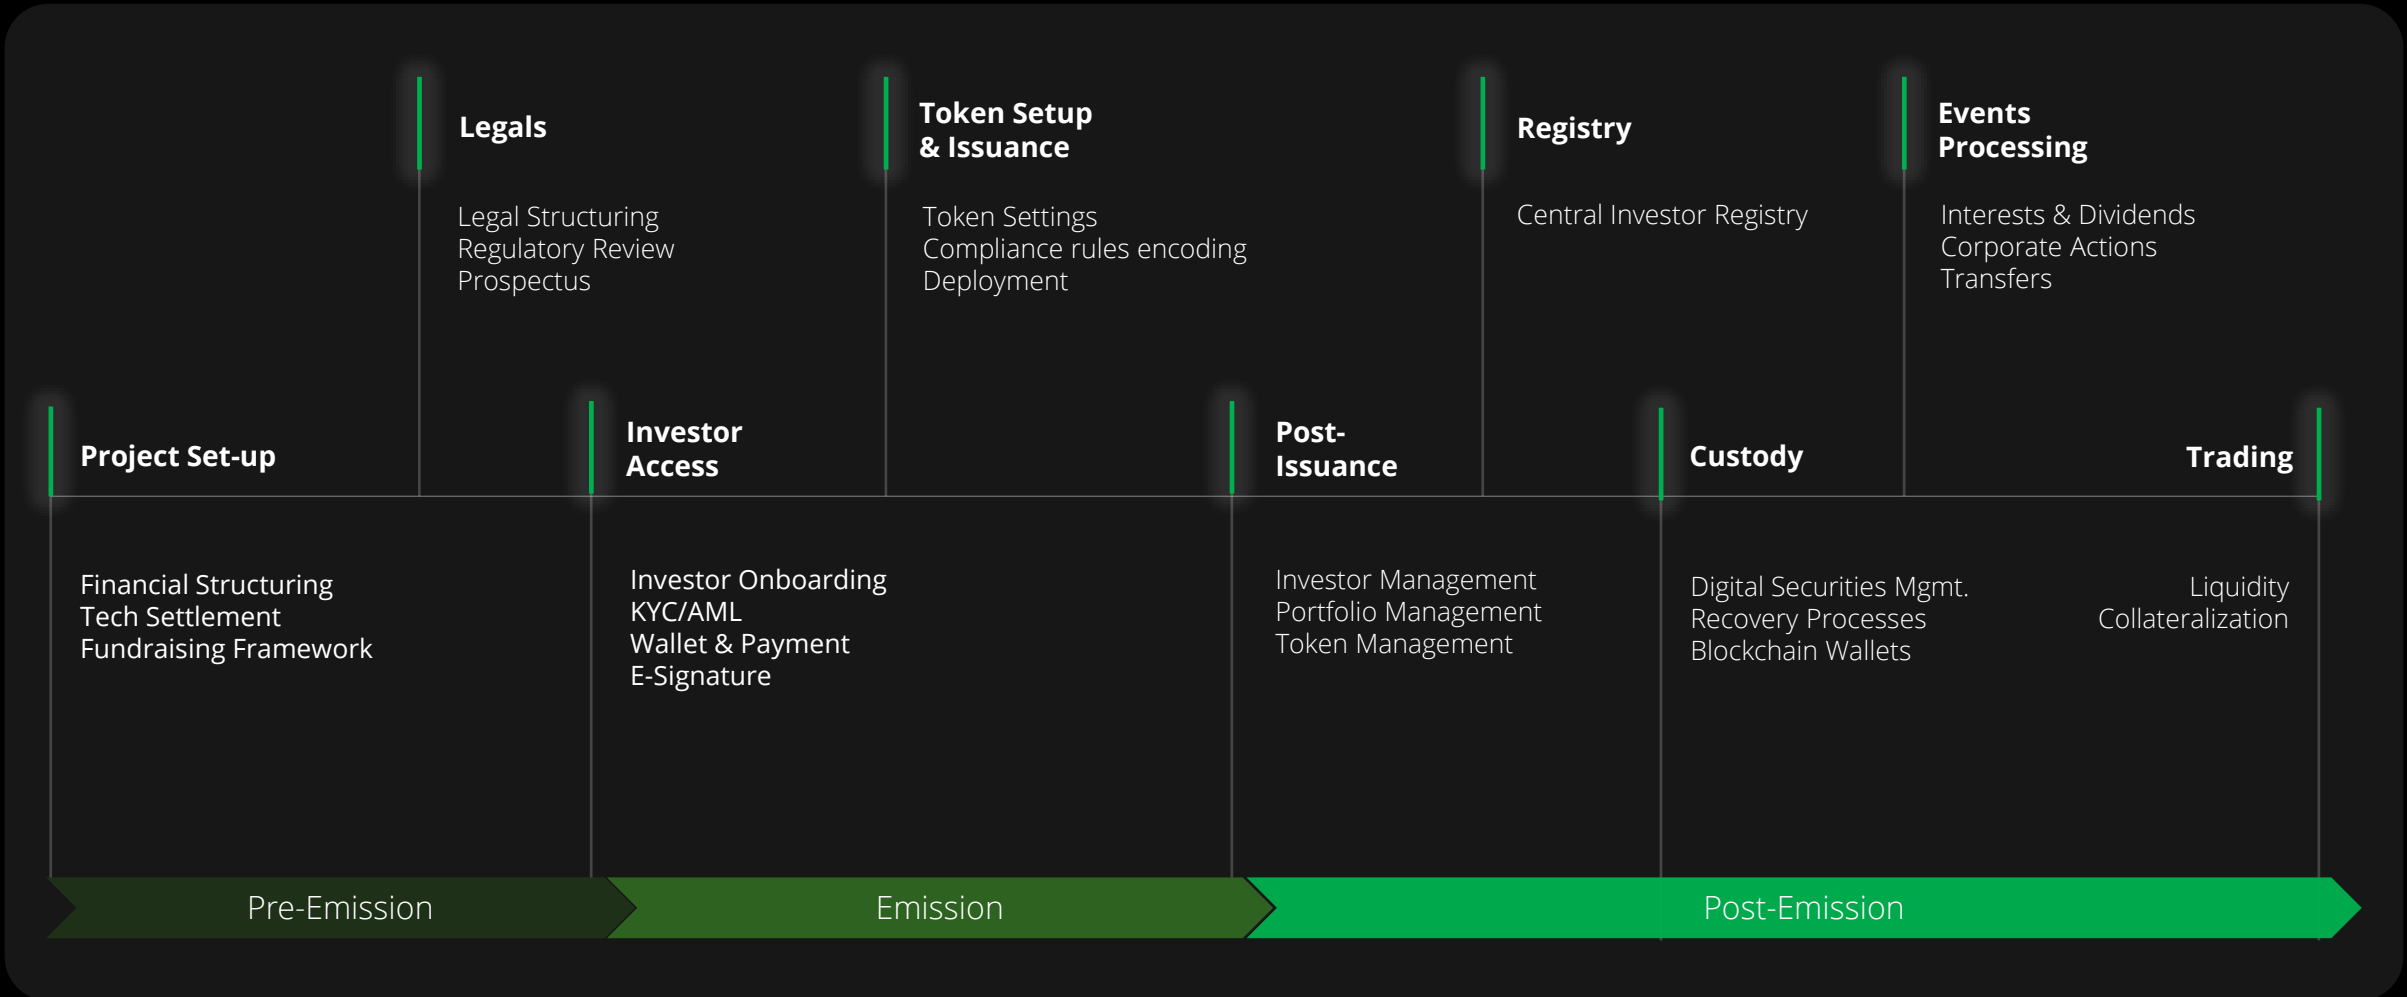 Legals
Legal Structuring
Regulatory Review
Prospectus
Token Setup
& Issuance
Token Settings
Compliance rules encoding
Deployment
Registry
Central Investor Registry
Events
Processing
Interests & Dividends
Corporate Actions
Transfers
Project Set-up
Financial Structuring
Tech Settlement
Fundraising Framework
Investor
Access
Investor Onboarding
KYC/AML
Wallet & Payment
E-Signature
Post-
Issuance
Investor Management
Portfolio Management
Token Management
Custody
Digital Securities Mgmt.
Recovery Processes
Blockchain Wallets
Trading
Liquidity
Collateralization
Pre-Emission
Emission
Post-Emission